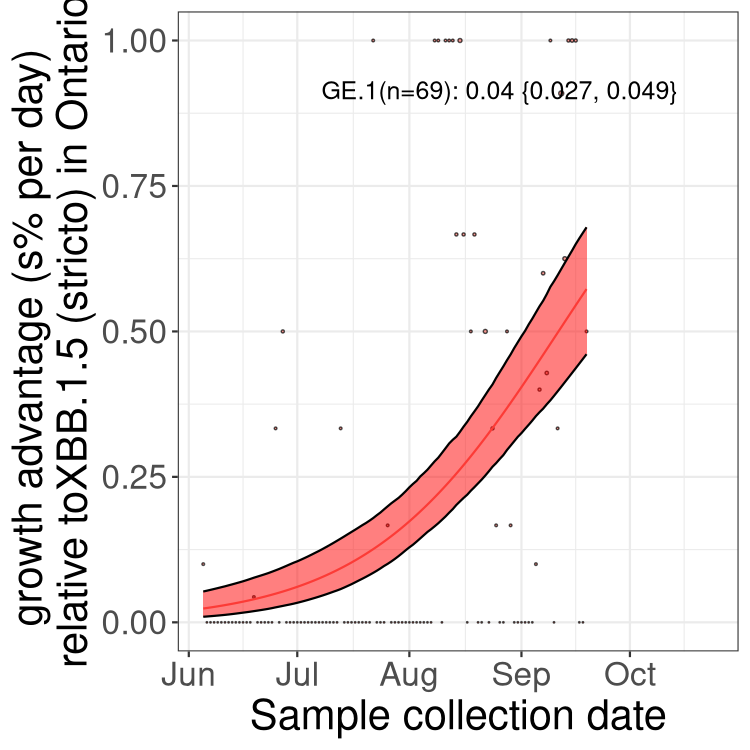 growth advantage (s% per day)
relative toXBB.1.5 (stricto) in Ontario
1.00
0.75
0.50
0.25
0.00
GE.1(n=69): 0.04 {0.027, 0.049}
Jun Jul Aug Sep Oct
Sample collection date